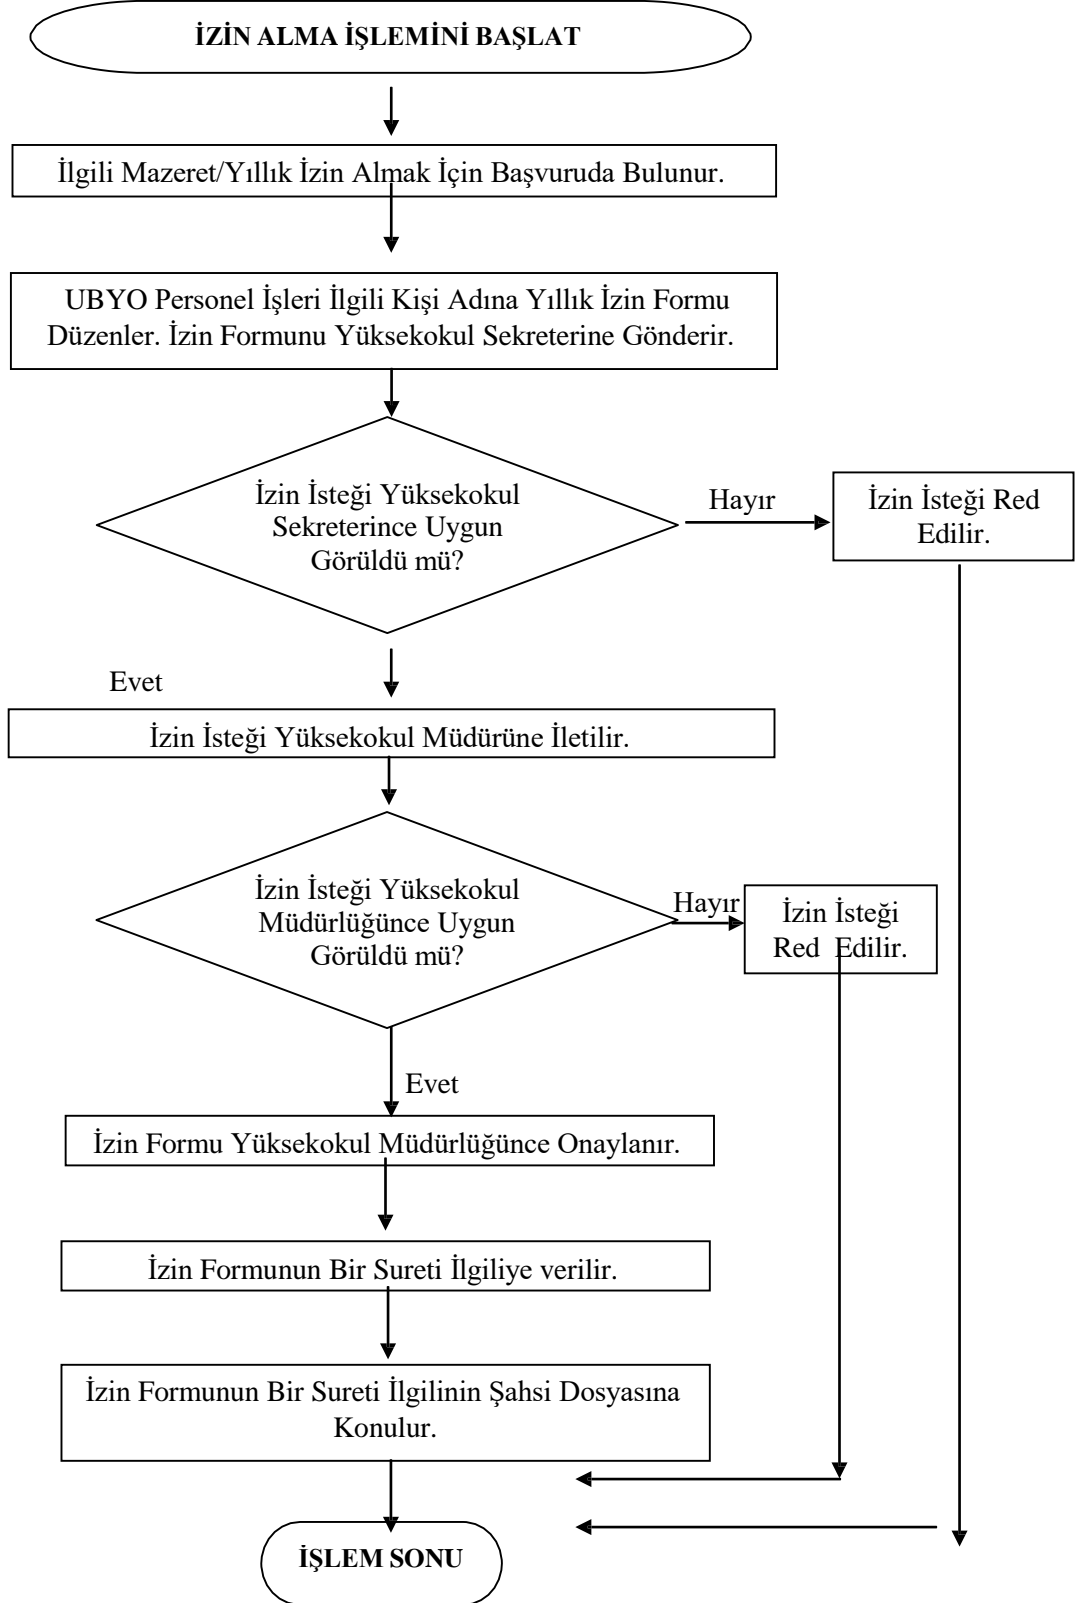 İZİN ALMA İŞLEMİNİ BAŞLAT
İlgili Mazeret/Yıllık İzin Almak İçin Başvuruda Bulunur.
UBYO Personel İşleri İlgili Kişi Adına Yıllık İzin Formu
Düzenler. İzin Formunu Yüksekokul Sekreterine Gönderir.
İzin İsteği Yüksekokul
Sekreterince Uygun
Görüldü mü?
Hayır
İzin İsteği Red
Edilir.
Evet
İzin İsteği Yüksekokul Müdürüne İletilir.
İzin İsteği Yüksekokul
Müdürlüğünce Uygun
Görüldü mü?
Hayır
İzin İsteği
Red Edilir.
Evet
İzin Formu Yüksekokul Müdürlüğünce Onaylanır.
İzin Formunun Bir Sureti İlgiliye verilir.
İzin Formunun Bir Sureti İlgilinin Şahsi Dosyasına
Konulur.
İŞLEM SONU